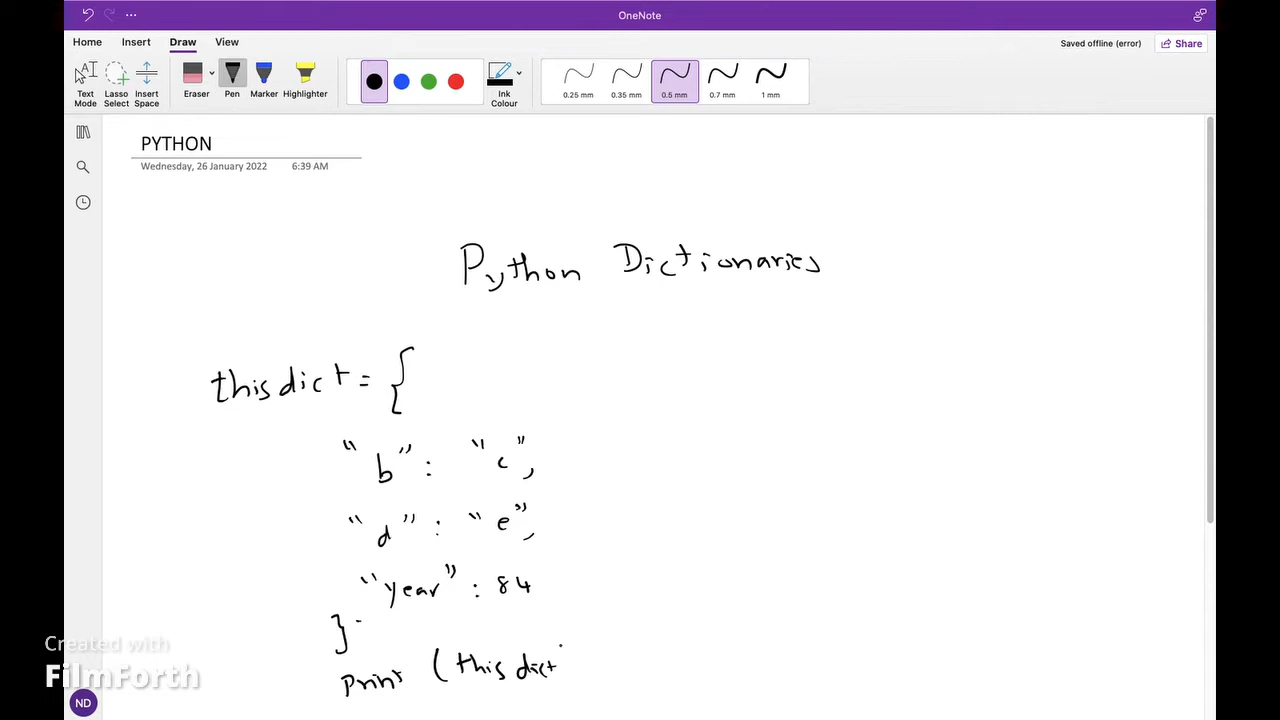 OneNote
Home Insert Draw View
Saved offline (error) Share
Text Mode Lasso Select Insert Space Eraser Pen Marker Highlighter Ink Colour 0.25 mm 0.35 mm 0.5 mm 0.7 mm 1 mm
PYTHON
Wednesday, 26 January 2022 6:39 AM
Python Dictionaries
thisdict = {
"b" : "c",
"d" : "e",
"year" : 84
}
Print (this dict
Created with
FilmForth
ND